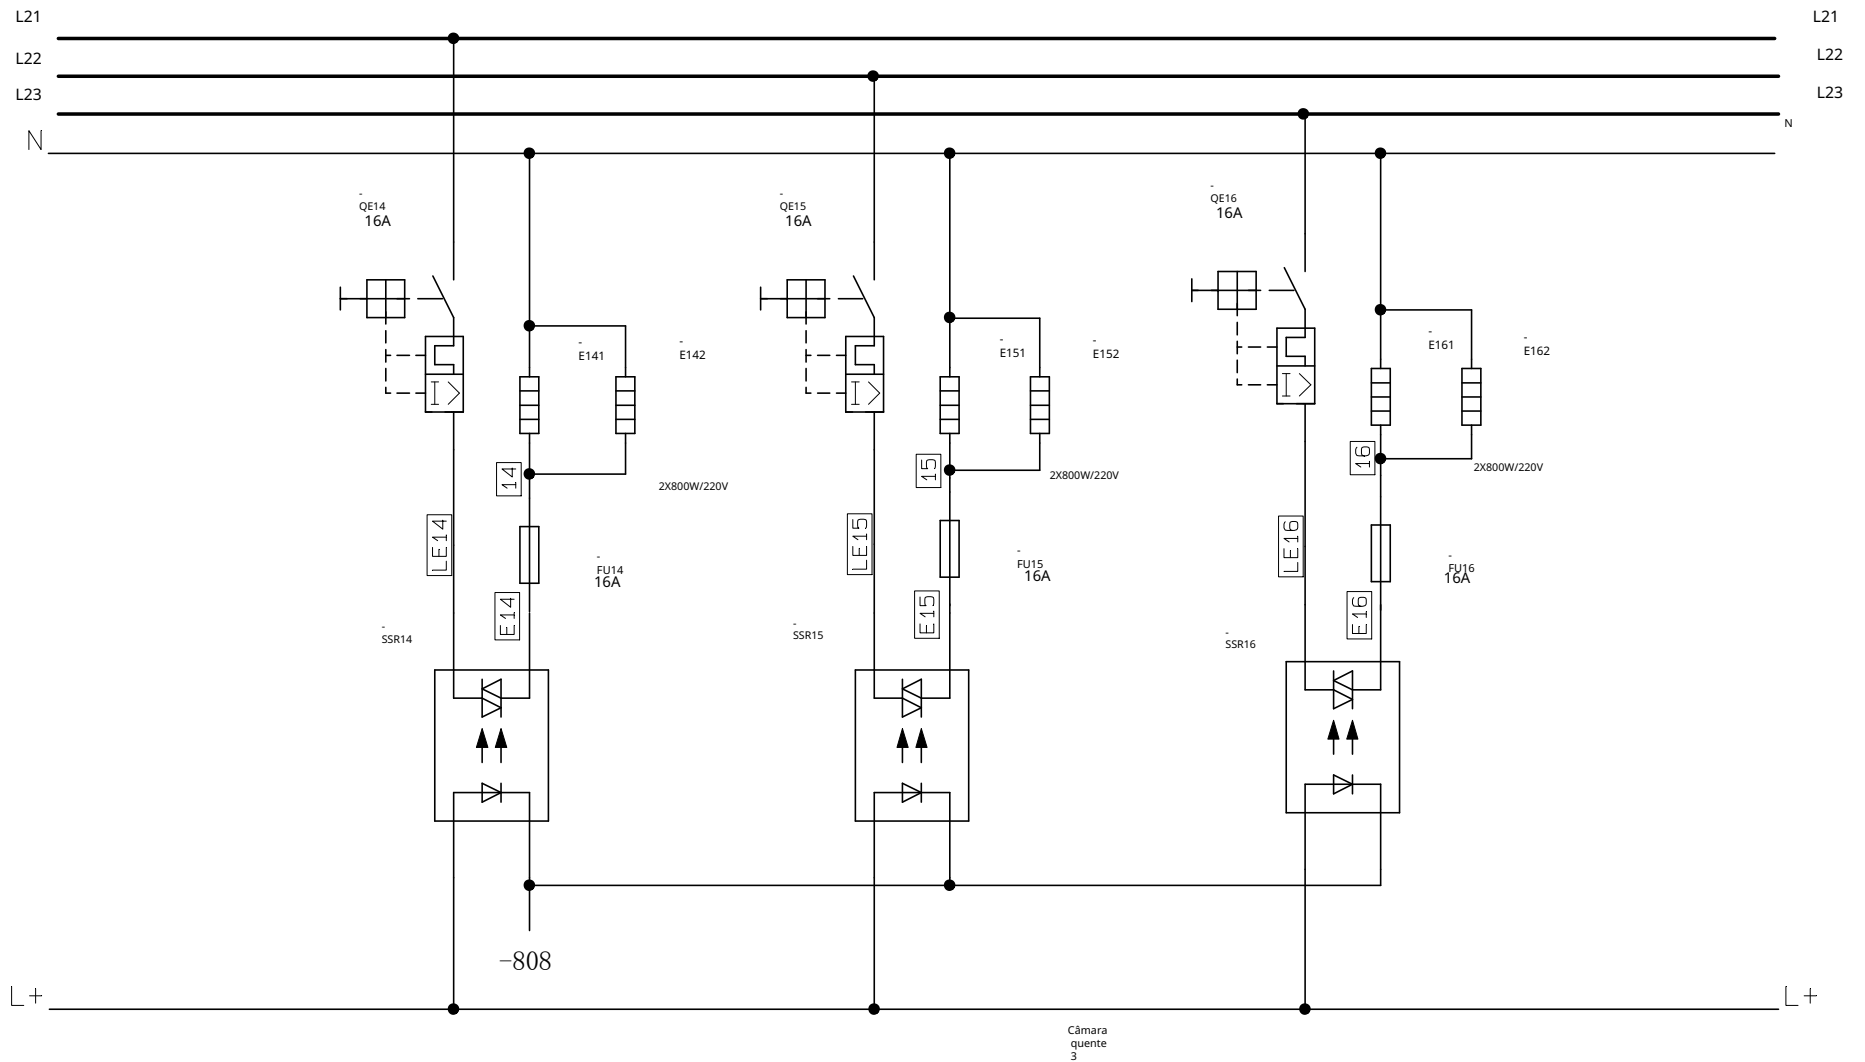 L21
L21
L22
L22
L23
L23
N
N
-
QE14
16A
-
QE15
16A
-
QE16
16A
-
E141
-
E142
-
E151
-
E152
-
E161
-
E162
I >
I >
I >
14
15
16
2X800W/220V
2X800W/220V
2X800W/220V
LE14
LE15
LE16
-
FU14
16A
-
FU15
16A
-
FU16
16A
E14
E15
E16
-
SSR14
-
SSR15
-
SSR16
-808
L+
L+
Câmara
quente
3